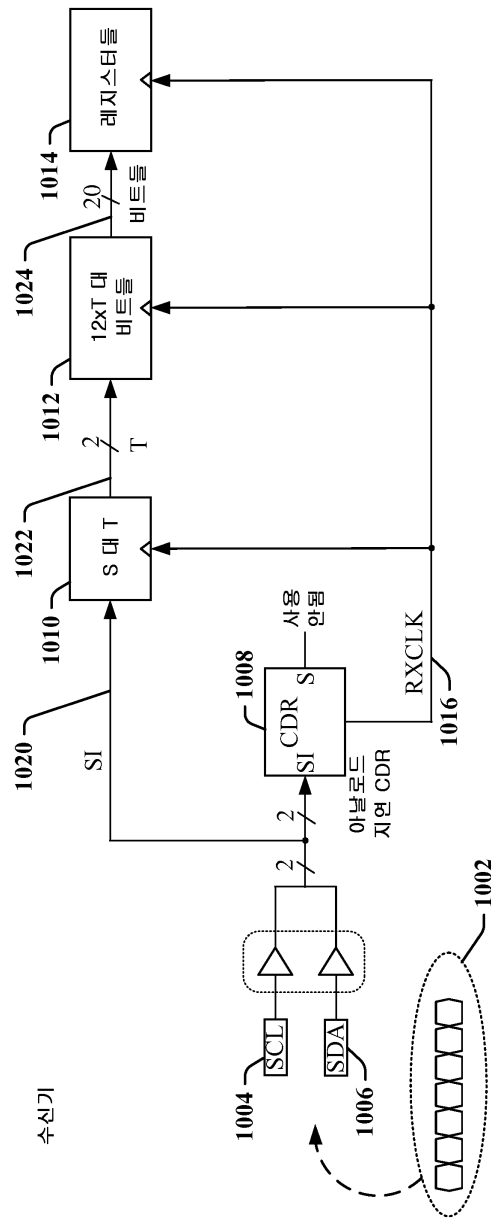 수신기
1002
1004
SCL
1006
SDA
2
2
SI
1020
1008
SI
CDR
S
아날로드
지연 CDR
사용
안됨
RXCLK
1016
1010
S 대 T
1022
2
T
1012
12xT 대
비트들
1024
20
비트들
1014
레지스터들